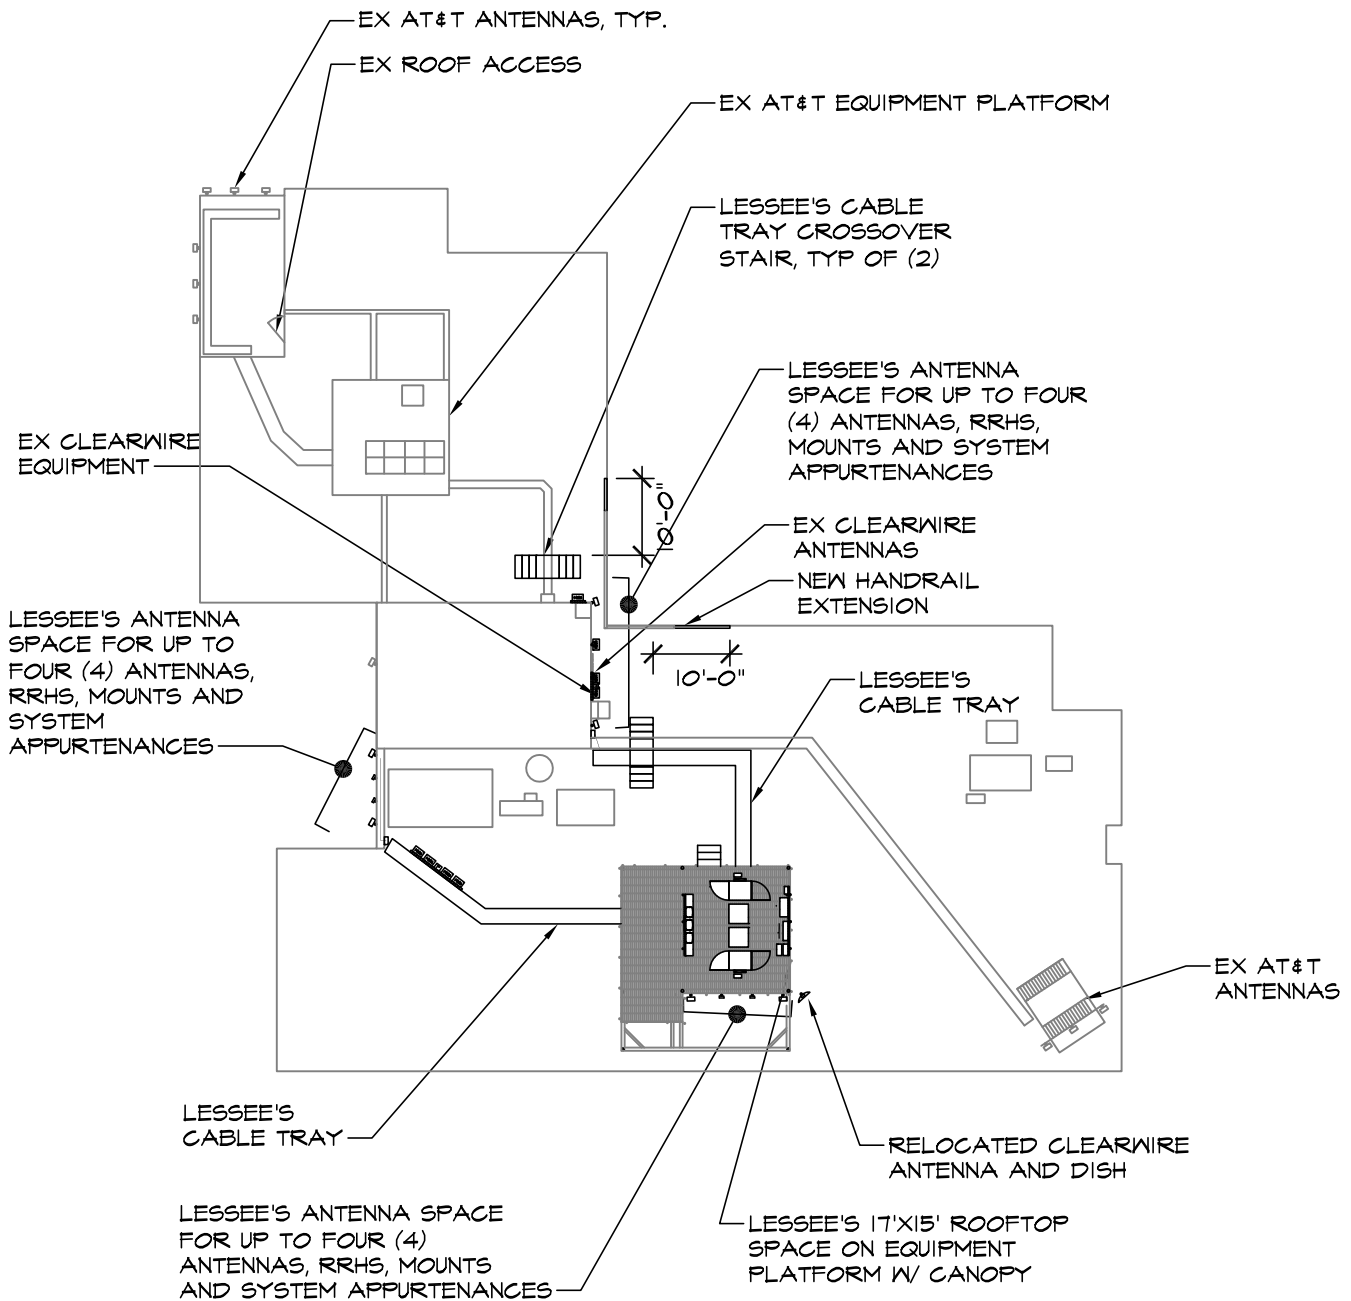 EX AT&T ANTENNAS, TYP.
EX ROOF ACCESS
EX AT&T EQUIPMENT PLATFORM
LESSEE'S CABLE
TRAY CROSSOVER
STAIR, TYP OF (2)
LESSEE'S ANTENNA
SPACE FOR UP TO FOUR
(4) ANTENNAS, RRHS,
MOUNTS AND SYSTEM
APPURTENANCES
EX CLEARWIRE
EQUIPMENT
10'-0"
EX CLEARWIRE
ANTENNAS
NEW HANDRAIL
EXTENSION
LESSEE'S ANTENNA
SPACE FOR UP TO
FOUR (4) ANTENNAS,
RRHS, MOUNTS AND
SYSTEM
APPURTENANCES
10'-0"
LESSEE'S
CABLE TRAY
EX AT&T
ANTENNAS
LESSEE'S
CABLE TRAY
RELOCATED CLEARWIRE
ANTENNA AND DISH
LESSEE'S ANTENNA SPACE
FOR UP TO FOUR (4)
ANTENNAS, RRHS, MOUNTS
AND SYSTEM APPURTENANCES
LESSEE'S 17'X15' ROOFTOP
SPACE ON EQUIPMENT
PLATFORM W/ CANOPY